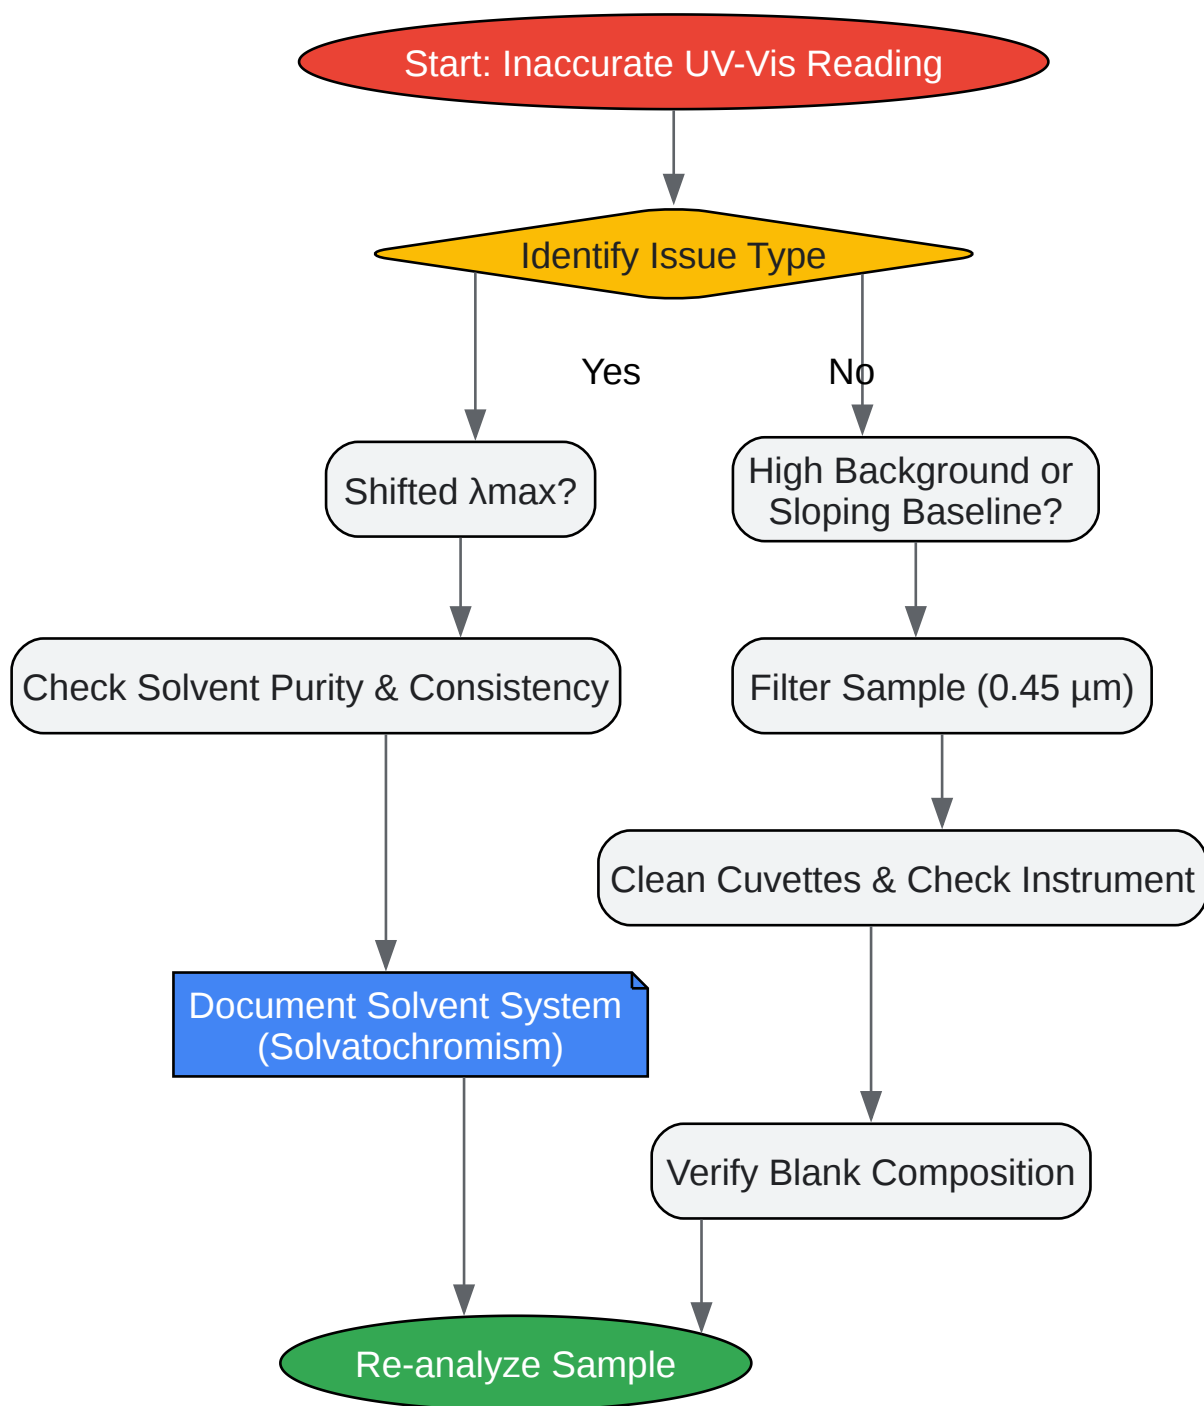 Start: Inaccurate UV-Vis Reading
Identify Issue Type
Yes
No
Shifted λmax?
High Background or
Sloping Baseline?
Check Solvent Purity & Consistency
Filter Sample (0.45 µm)
Clean Cuvettes & Check Instrument
Document Solvent System
(Solvatochromism)
Verify Blank Composition
Re-analyze Sample